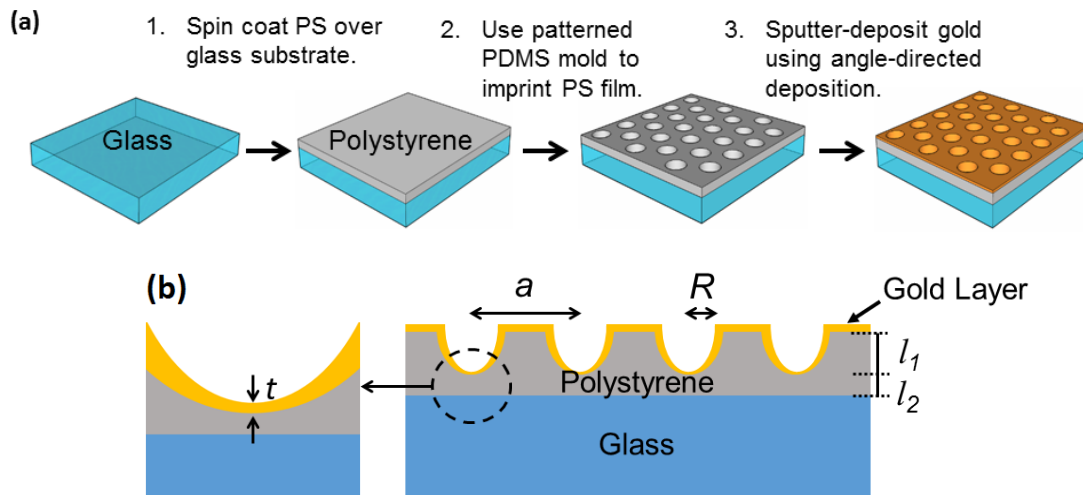 (a)
1. Spin coat PS over
glass substrate.
2. Use patterned
PDMS mold to
imprint PS film.
3. Sputter-deposit gold
using angle-directed
deposition.
Glass
Polystyrene
(b)
a
R
Gold Layer
t
l₁
Polystyrene
l₂
Glass